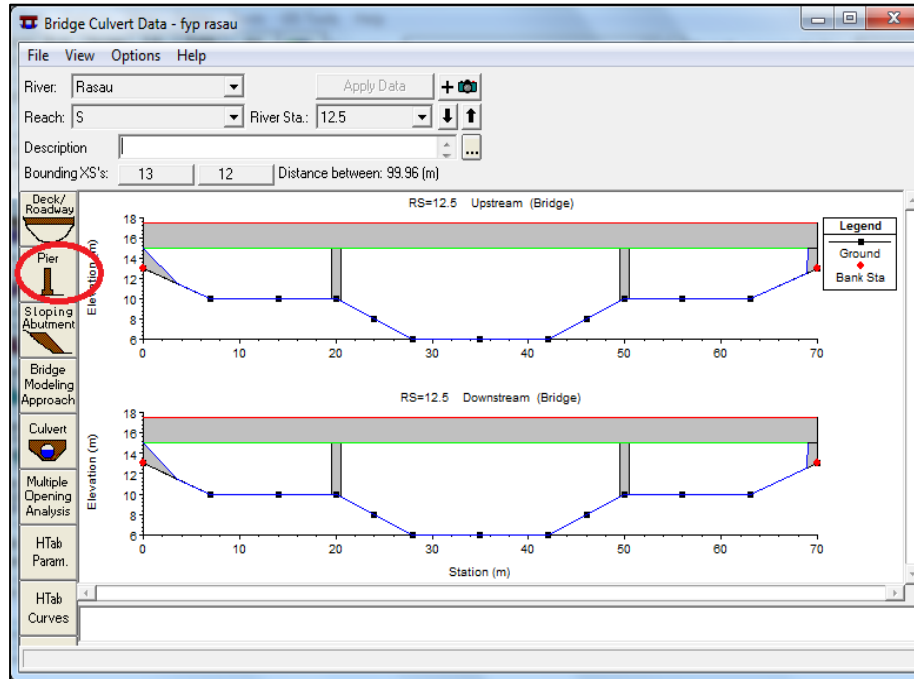 Bridge Culvert Data - fyp rasau
File View Options Help
River: Rasau Apply Data +
Reach: S River Sta.: 12.5
Description ...
Bounding XS's: 13 12 Distance between: 99.96 (m)
Deck/
Roadway
Pier
Sloping
Abutment
Bridge
Modeling
Approach
Culvert
Multiple
Opening
Analysis
HTab
Param.
HTab
Curves
RS=12.5 Upstream (Bridge)
Elevation (m)
18
16
14
12
10
8
6
0 10 20 30 40 50 60 70
Legend
Ground
Bank Sta
RS=12.5 Downstream (Bridge)
Elevation (m)
18
16
14
12
10
8
6
0 10 20 30 40 50 60 70
Station (m)